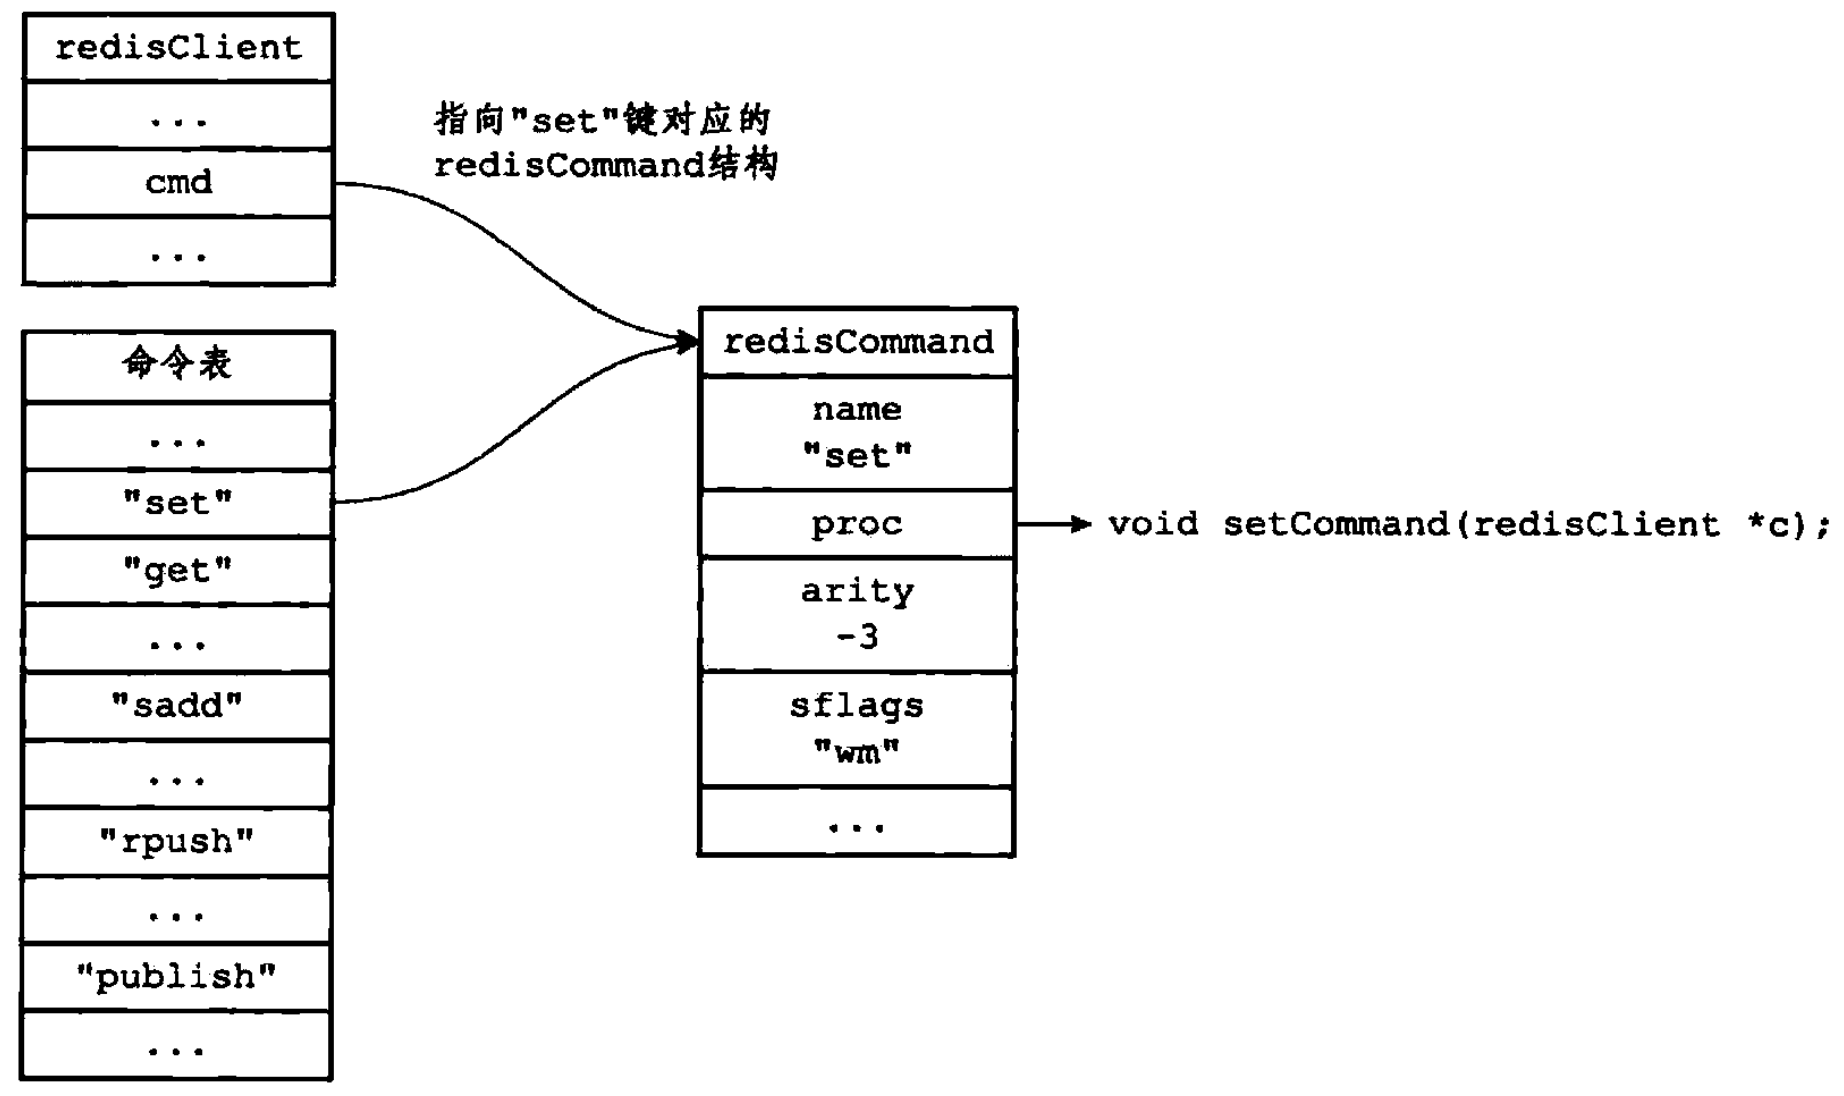 redisClient
...
cmd
...
指向"set"键对应的
redisCommand结构
命令表
...
"set"
"get"
...
"sadd"
...
"rpush"
...
"publish"
...
redisCommand
name
"set"
proc
arity
-3
sflags
"wm"
...
void setCommand(redisClient *c);